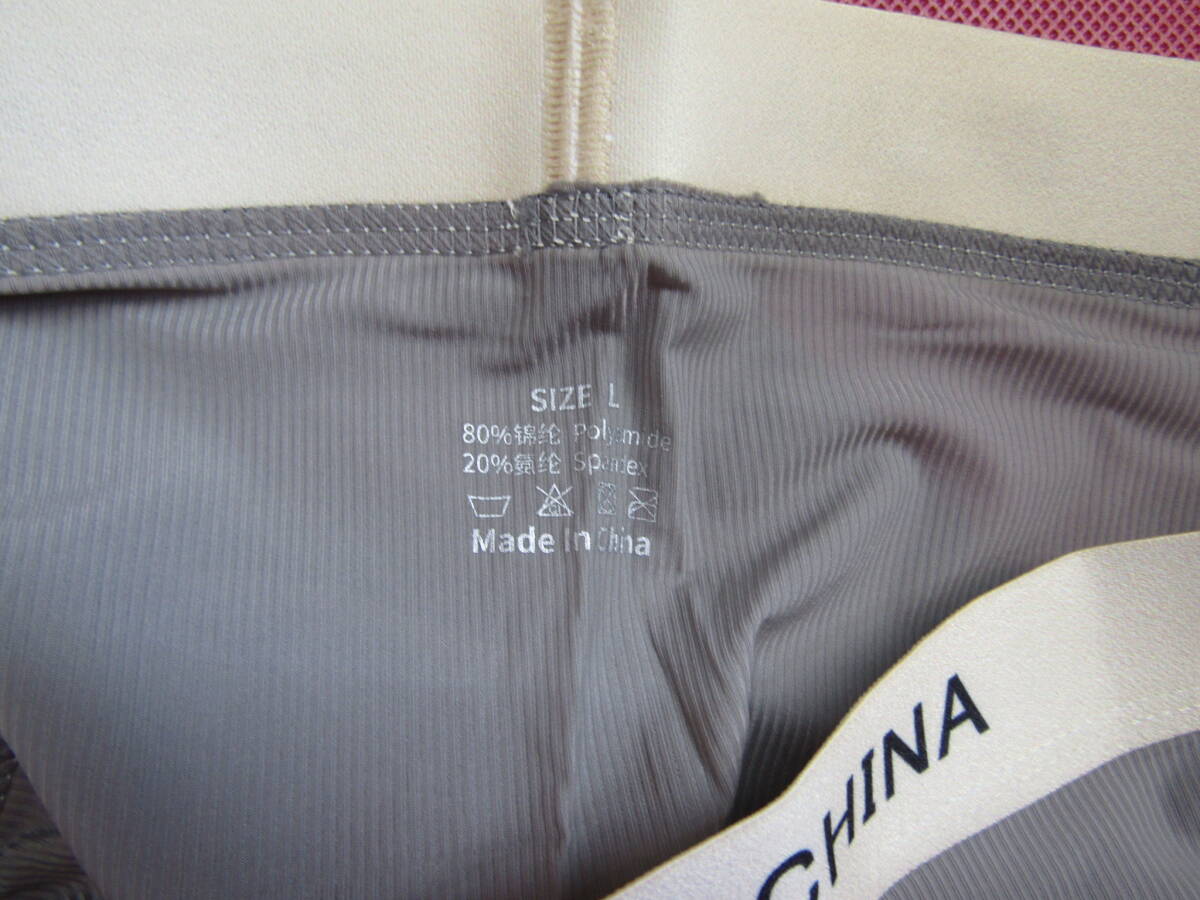 SIZE L
80%锦纶 Polyamide
20%氨纶 Spandex
Made In China
CHINA